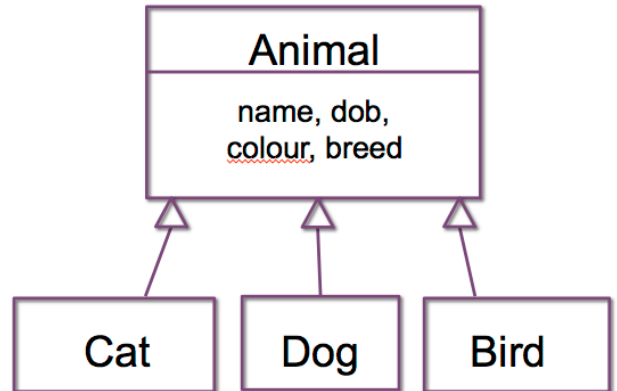 Animal
name, dob,
colour, breed
Cat
Dog
Bird